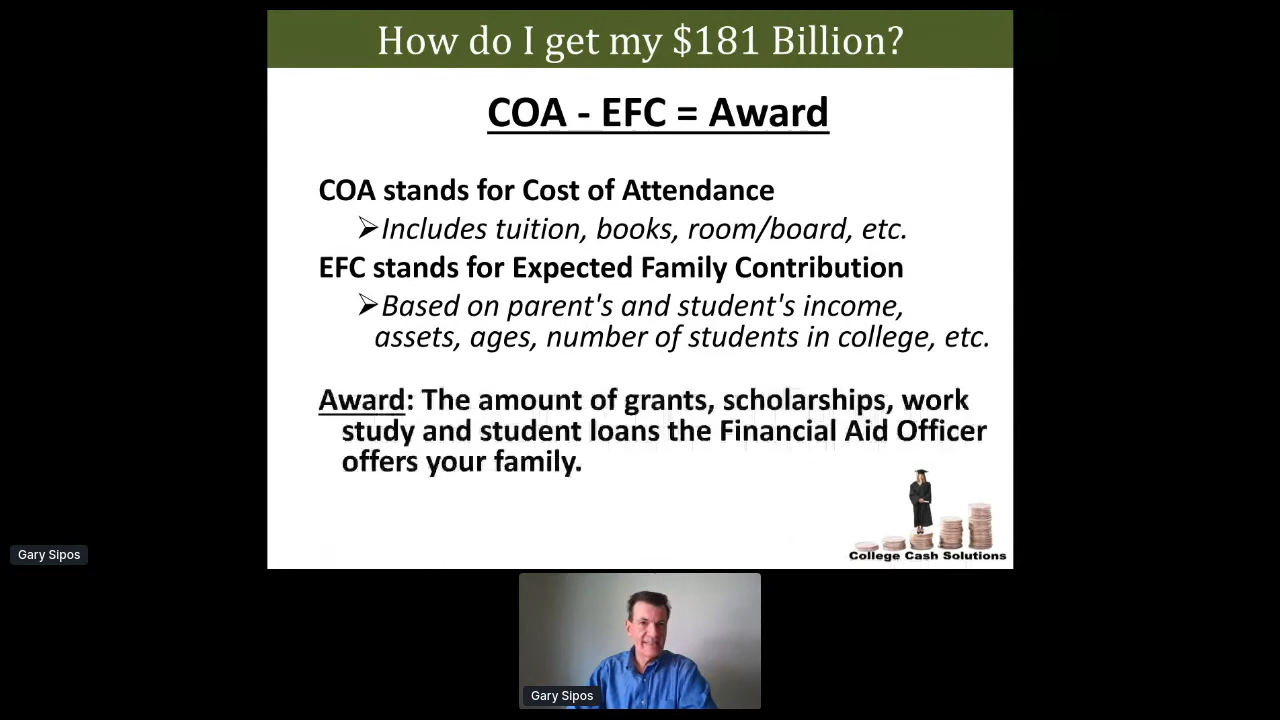 How do I get my $181 Billion?
COA - EFC = Award
COA stands for Cost of Attendance
➢Includes tuition, books, room/board, etc.
EFC stands for Expected Family Contribution
➢Based on parent's and student's income,
assets, ages, number of students in college, etc.
Award: The amount of grants, scholarships, work
study and student loans the Financial Aid Officer
offers your family.
College Cash Solutions
Gary Sipos
Gary Sipos